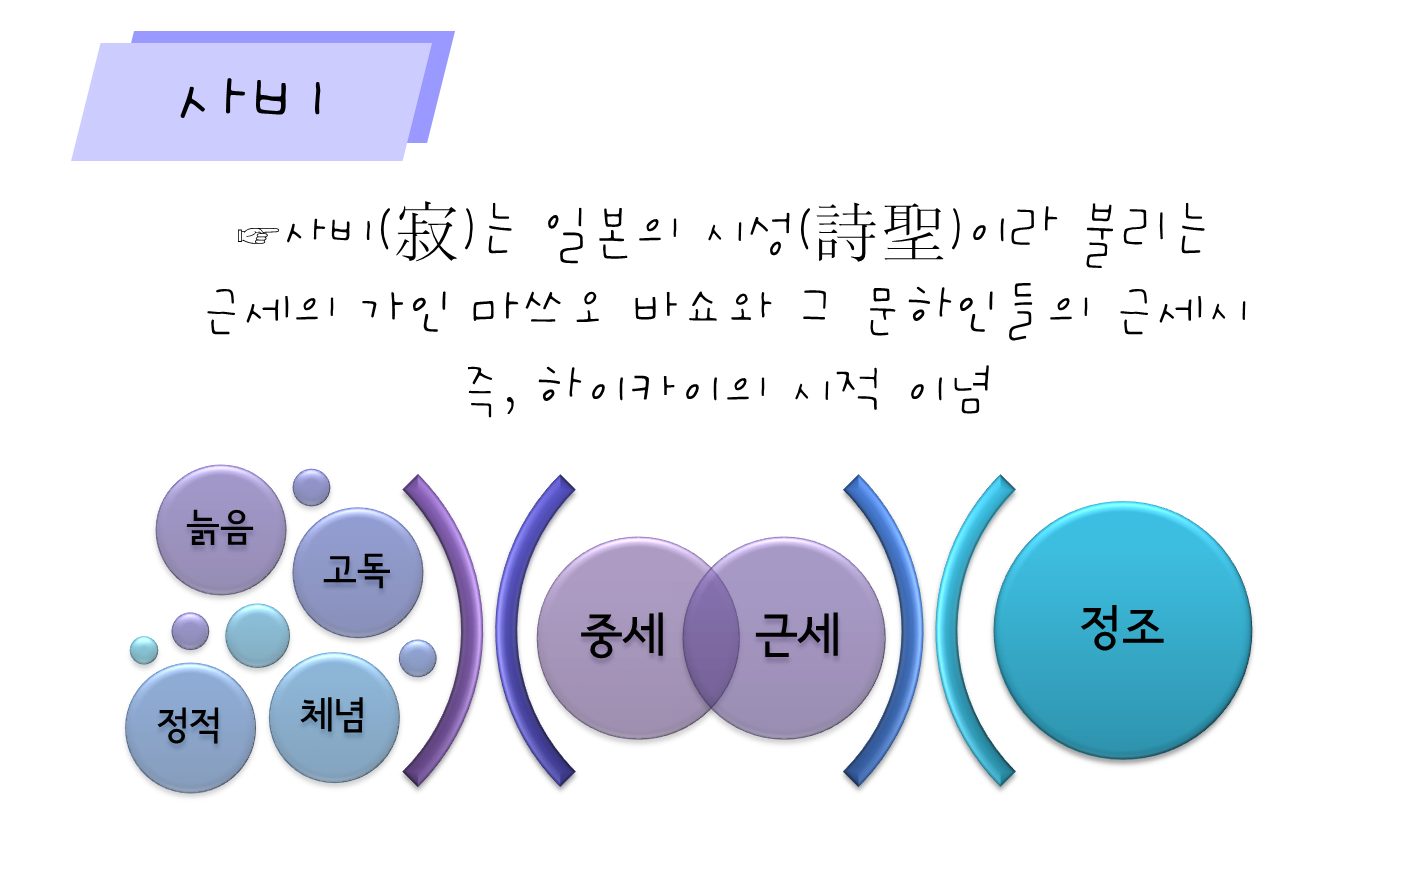 사비
☞사비(寂)는 일본의 시성(詩聖)이라 불리는
근세의 가인 마쓰오 바쇼와 그 문하인들의 근세시
즉, 하이카이의 시적 이념
늙음
고독
정적
체념
중세
근세
정조